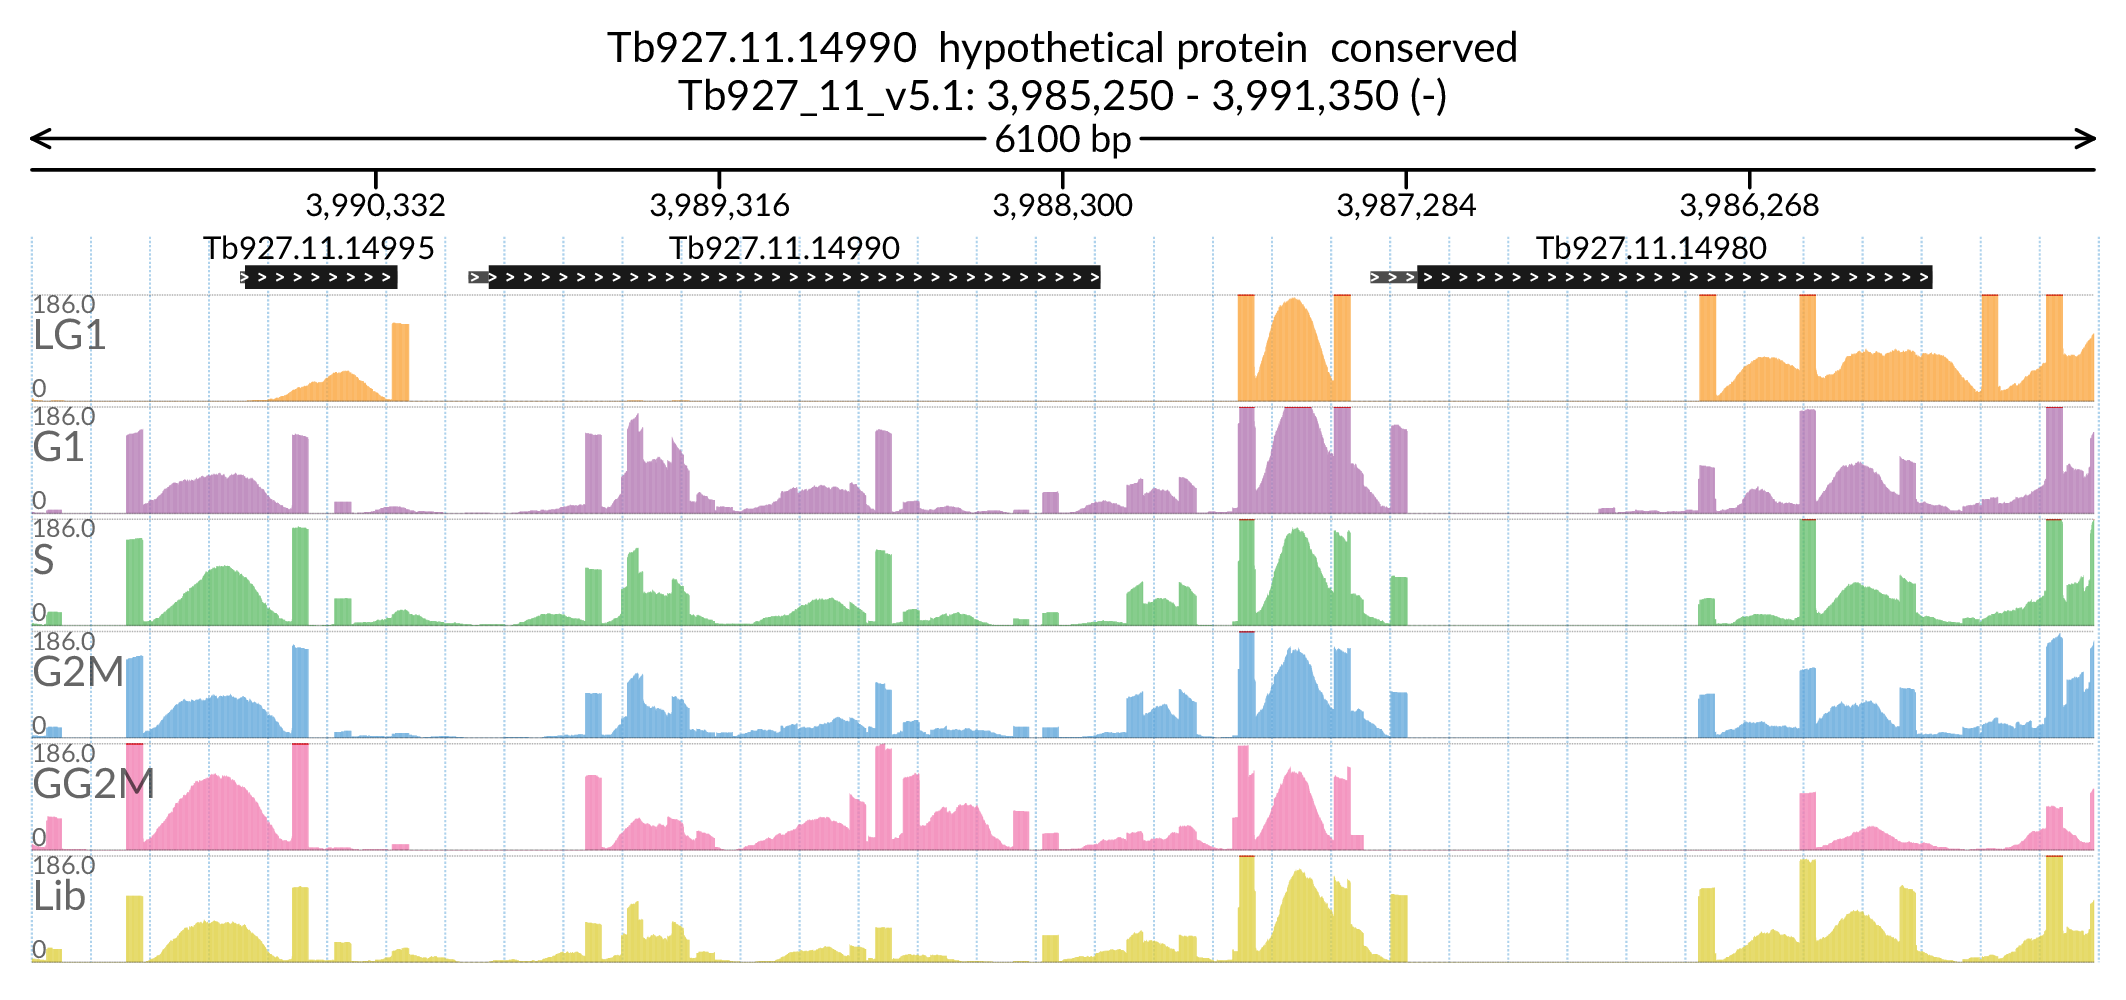 Tb927.11.14990  hypothetical protein  conserved
Tb927_11_v5.1: 3,985,250 - 3,991,350 (-)
6100 bp
3,990,332 3,989,316 3,988,300 3,987,284 3,986,268
Tb927.11.14995 Tb927.11.14990 Tb927.11.14980
186.0
LG1
0
186.0
G1
0
186.0
S
0
186.0
G2M
0
186.0
GG2M
0
186.0
Lib
0